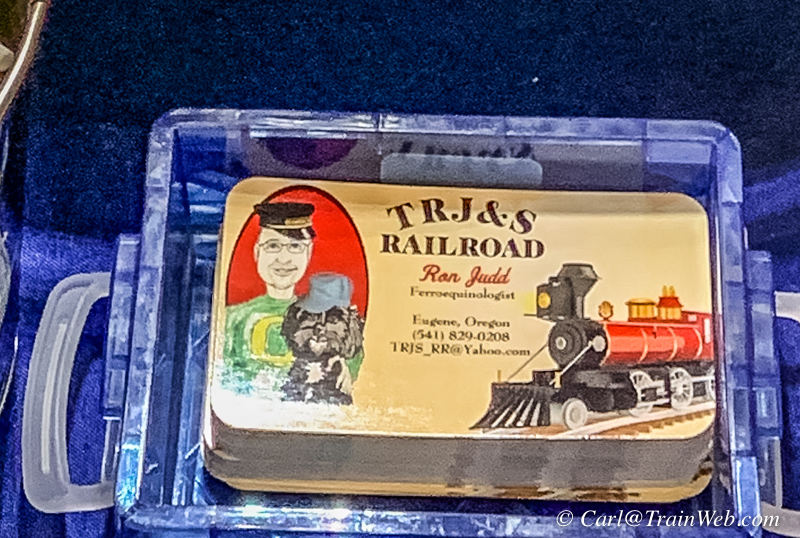 TRJ&S
RAILROAD
Ron Judd
Ferroequinologist
Eugene, Oregon
(541) 829-0208
TRJS_RR@Yahoo.com
O
© Carl@TrainWeb.com